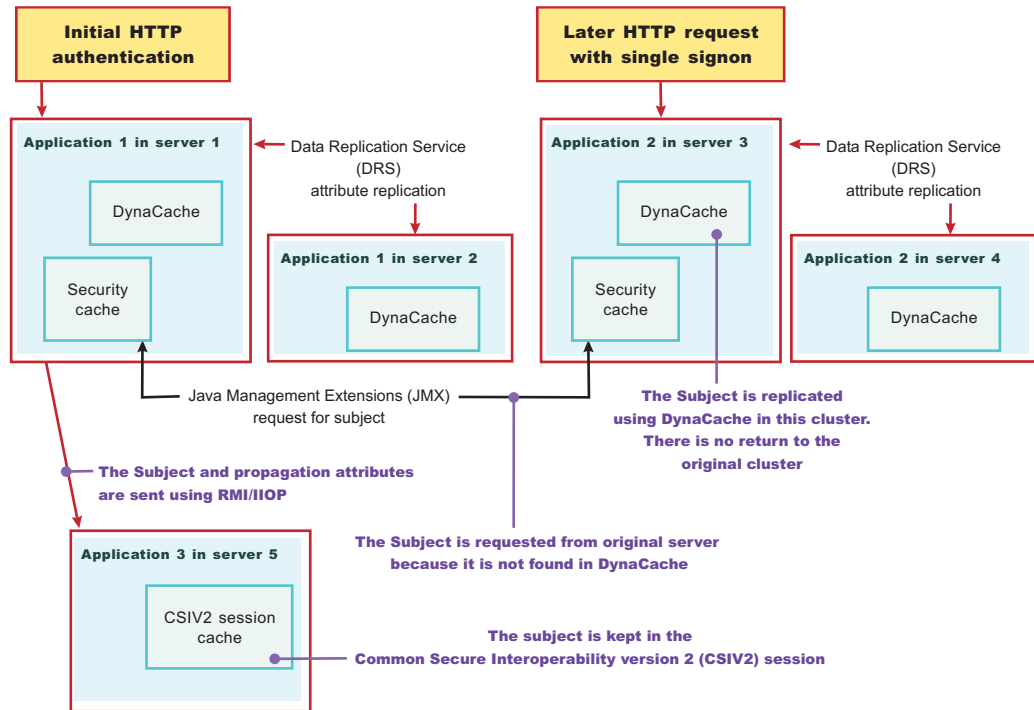 Initial HTTP
authentication
Later HTTP request
with single signon
Application 1 in server 1
DynaCache
Security
cache
Data Replication Service
(DRS)
attribute replication
Application 1 in server 2
DynaCache
Application 2 in server 3
DynaCache
Security
cache
Data Replication Service
(DRS)
attribute replication
Application 2 in server 4
DynaCache
Java Management Extensions (JMX)
request for subject
The Subject is replicated
using DynaCache in this cluster.
There is no return to the
original cluster
The Subject and propagation attributes
are sent using RMI/IIOP
The Subject is requested from original server
because it is not found in DynaCache
Application 3 in server 5
CSIV2 session
cache
The subject is kept in the
Common Secure Interoperability version 2 (CSIV2) session